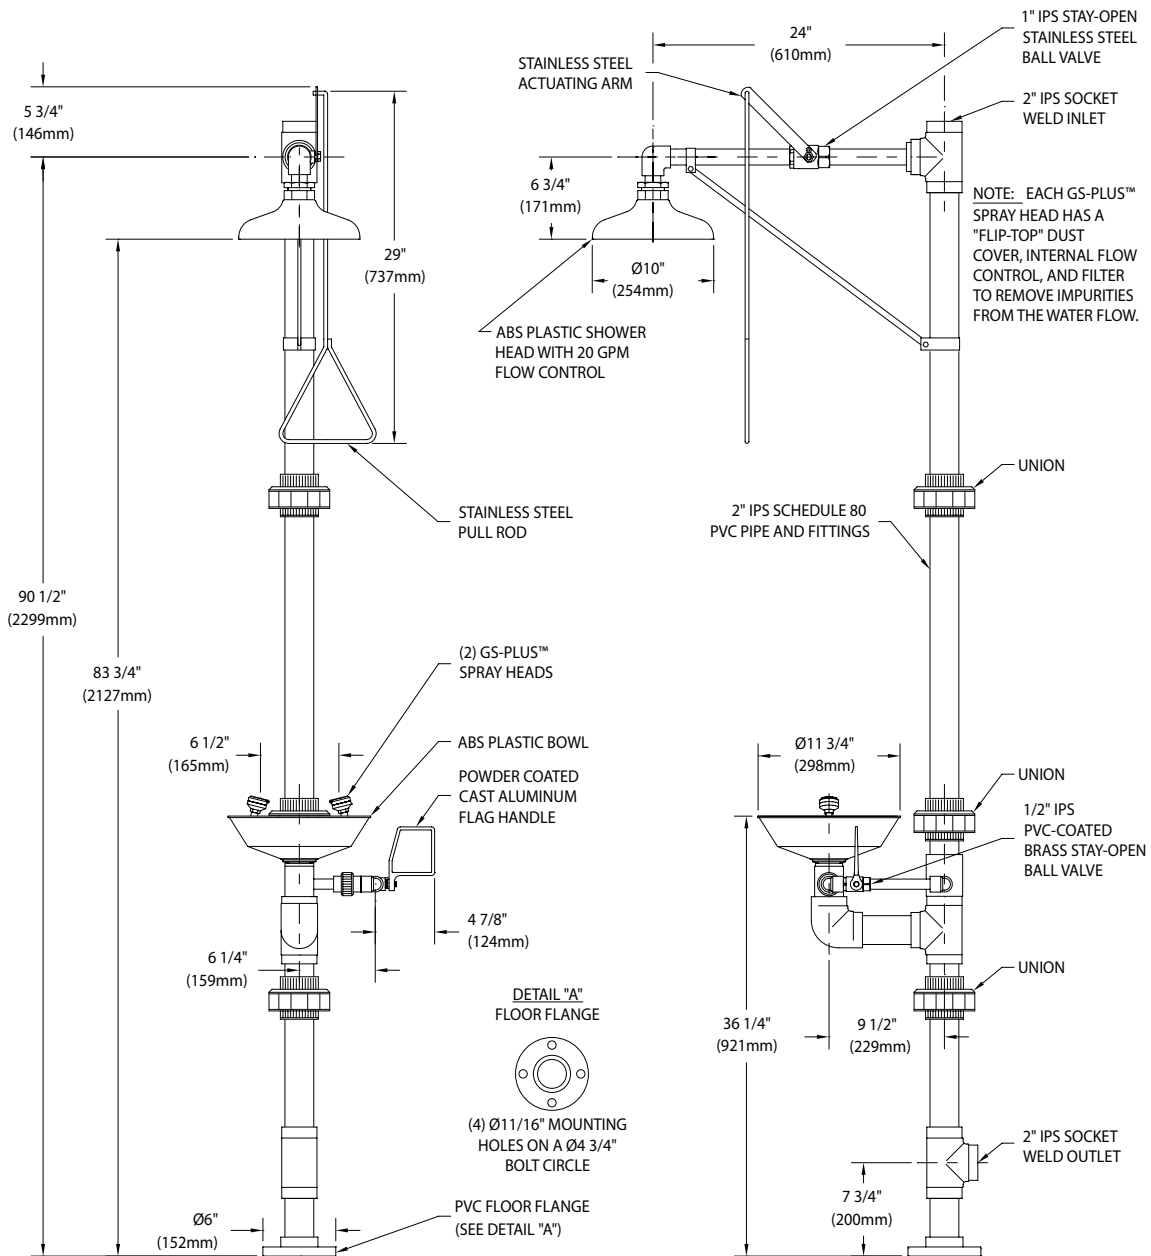 5 3/4"
(146mm)
29"
(737mm)
90 1/2"
(2299mm)
83 3/4"
(2127mm)
STAINLESS STEEL
PULL ROD
(2) GS-PLUS™
SPRAY HEADS
6 1/2"
(165mm)
ABS PLASTIC BOWL
POWDER COATED
CAST ALUMINUM
FLAG HANDLE
4 7/8"
(124mm)
6 1/4"
(159mm)
DETAIL "A"
FLOOR FLANGE
(4) Ø11/16" MOUNTING
HOLES ON A Ø4 3/4"
BOLT CIRCLE
PVC FLOOR FLANGE
(SEE DETAIL "A")
Ø6"
(152mm)
24"
(610mm)
1" IPS STAY-OPEN
STAINLESS STEEL
BALL VALVE
STAINLESS STEEL
ACTUATING ARM
2" IPS SOCKET
WELD INLET
6 3/4"
(171mm)
Ø10"
(254mm)
NOTE: EACH GS-PLUS™
SPRAY HEAD HAS A
"FLIP-TOP" DUST
COVER, INTERNAL FLOW
CONTROL, AND FILTER
TO REMOVE IMPURITIES
FROM THE WATER FLOW.
ABS PLASTIC SHOWER
HEAD WITH 20 GPM
FLOW CONTROL
UNION
2" IPS SCHEDULE 80
PVC PIPE AND FITTINGS
Ø11 3/4"
(298mm)
UNION
1/2" IPS
PVC-COATED
BRASS STAY-OPEN
BALL VALVE
UNION
36 1/4"
(921mm)
9 1/2"
(229mm)
2" IPS SOCKET
WELD OUTLET
7 3/4"
(200mm)